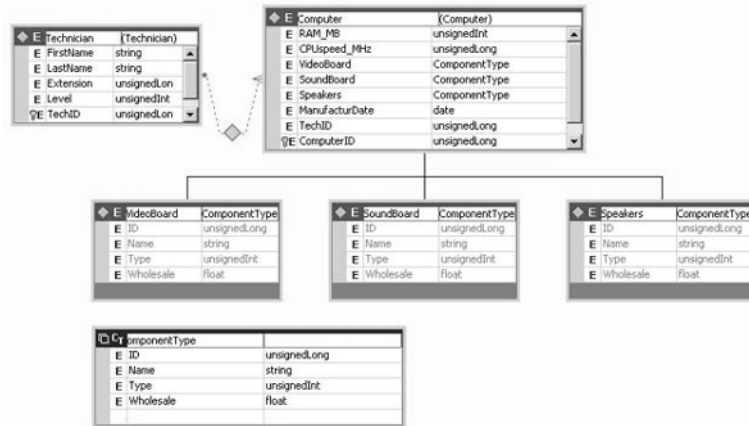 E Technician (Technician)
E FirstName string
E LastName string
E Extension unsignedLon
E Level unsignedInt
E TechID unsignedLon
E Computer (Computer)
E RAM_MB unsignedInt
E CPUspeed_MHz unsignedLong
E VideoBoard ComponentType
E SoundBoard ComponentType
E Speakers ComponentType
E ManufacturDate date
E TechID unsignedLong
E ComputerID unsignedLong
E VideoBoard ComponentType
E ID unsignedLong
E Name string
E Type unsignedInt
E Wholesale float
E SoundBoard ComponentType
E ID unsignedLong
E Name string
E Type unsignedInt
E Wholesale float
E Speakers ComponentType
E ID unsignedLong
E Name string
E Type unsignedInt
E Wholesale float
CT omponentType
E ID unsignedLong
E Name string
E Type unsignedInt
E Wholesale float